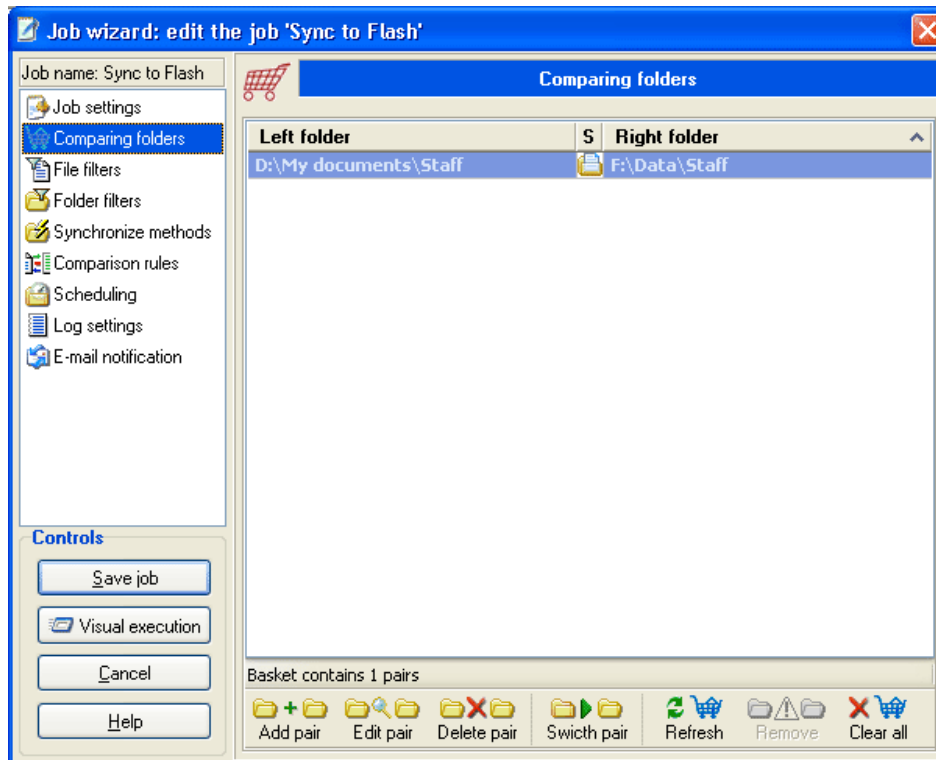 Job wizard: edit the job 'Sync to Flash'
Job name: Sync to Flash
Job settings
Comparing folders
File filters
Folder filters
Synchronize methods
Comparison rules
Scheduling
Log settings
E-mail notification
Controls
Save job
Visual execution
Cancel
Help
Comparing folders
Left folder S Right folder
D:\My documents\Staff F:\Data\Staff
Basket contains 1 pairs
Add pair Edit pair Delete pair Swicth pair Refresh Remove Clear all